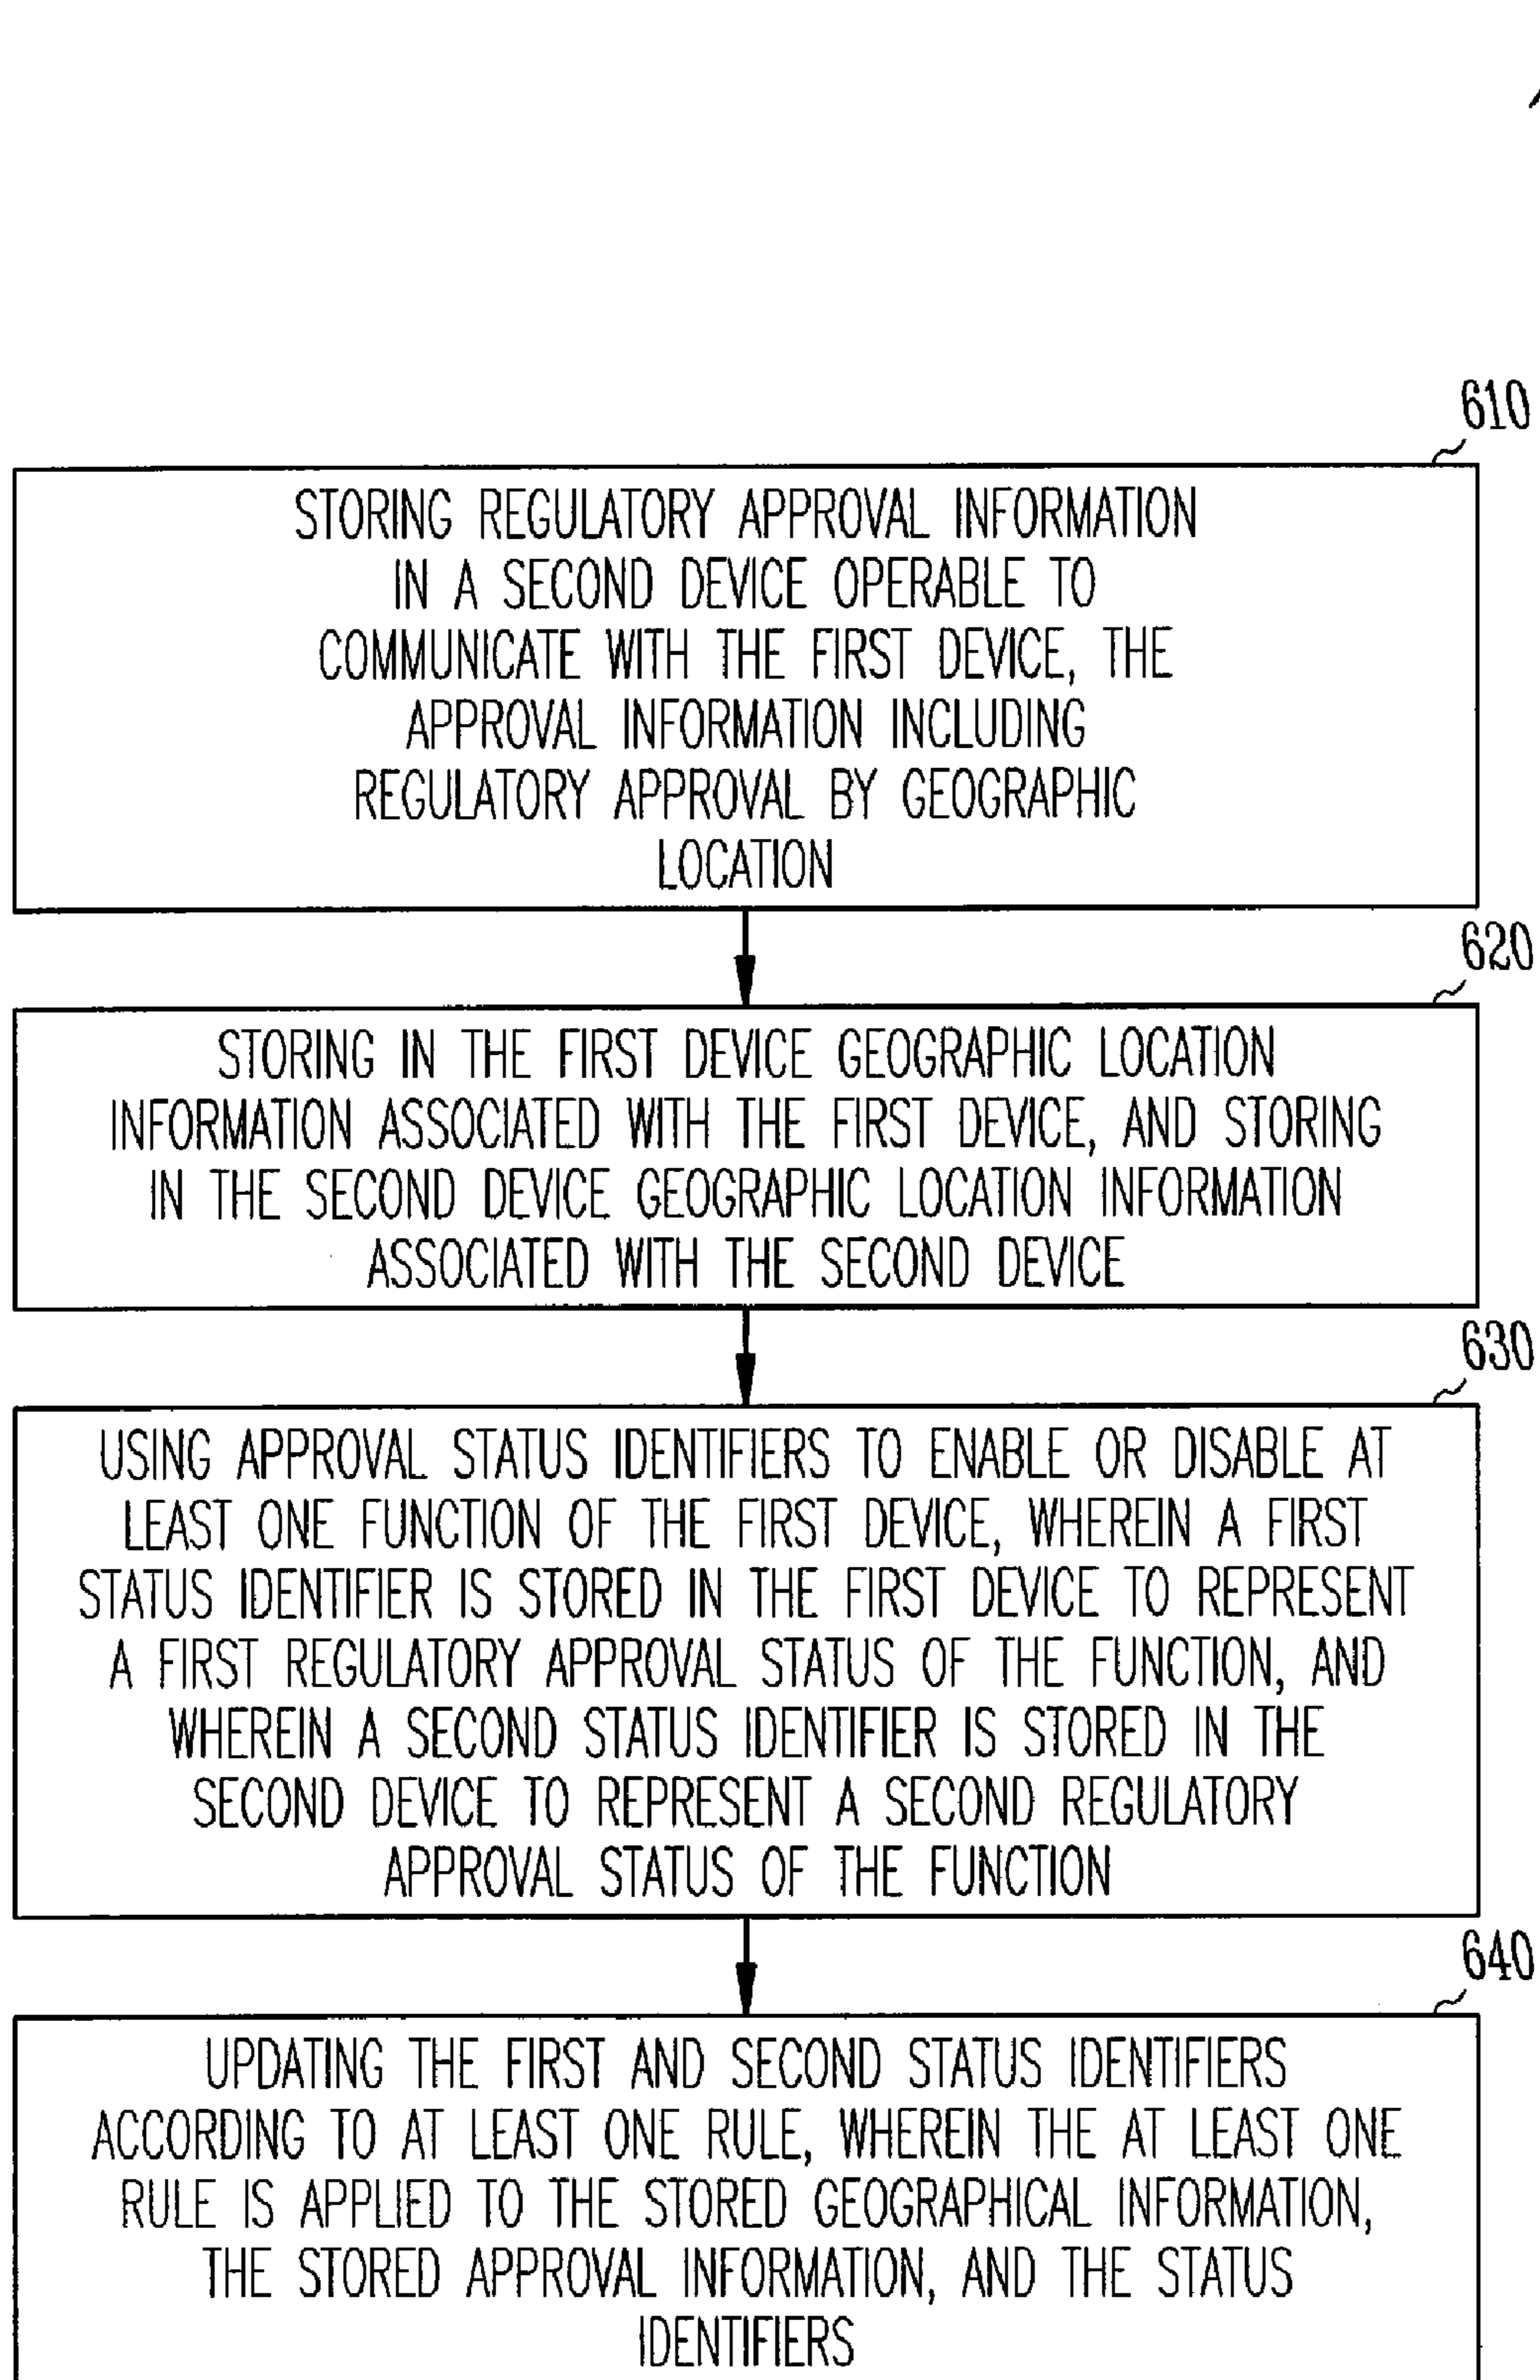 610
STORING REGULATORY APPROVAL INFORMATION
IN A SECOND DEVICE OPERABLE TO
COMMUNICATE WITH THE FIRST DEVICE, THE
APPROVAL INFORMATION INCLUDING
REGULATORY APPROVAL BY GEOGRAPHIC
LOCATION
620
STORING IN THE FIRST DEVICE GEOGRAPHIC LOCATION
INFORMATION ASSOCIATED WITH THE FIRST DEVICE, AND STORING
IN THE SECOND DEVICE GEOGRAPHIC LOCATION INFORMATION
ASSOCIATED WITH THE SECOND DEVICE
630
USING APPROVAL STATUS IDENTIFIERS TO ENABLE OR DISABLE AT
LEAST ONE FUNCTION OF THE FIRST DEVICE, WHEREIN A FIRST
STATUS IDENTIFIER IS STORED IN THE FIRST DEVICE TO REPRESENT
A FIRST REGULATORY APPROVAL STATUS OF THE FUNCTION, AND
WHEREIN A SECOND STATUS IDENTIFIER IS STORED IN THE
SECOND DEVICE TO REPRESENT A SECOND REGULATORY
APPROVAL STATUS OF THE FUNCTION
640
UPDATING THE FIRST AND SECOND STATUS IDENTIFIERS
ACCORDING TO AT LEAST ONE RULE, WHEREIN THE AT LEAST ONE
RULE IS APPLIED TO THE STORED GEOGRAPHICAL INFORMATION,
THE STORED APPROVAL INFORMATION, AND THE STATUS
IDENTIFIERS